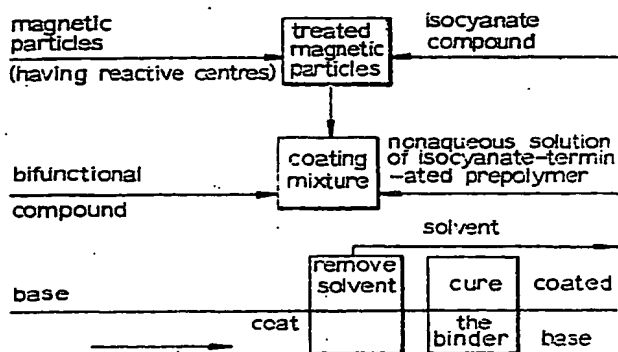 magnetic
particles
(having reactive centres)
treated
magnetic
particles
isocyanate
compound
bifunctional
compound
coating
mixture
nonaqueous solution
of isocyanate-termin
-ated prepolymer
solvent
base
coat
remove
solvent
cure
the
binder
coated
base